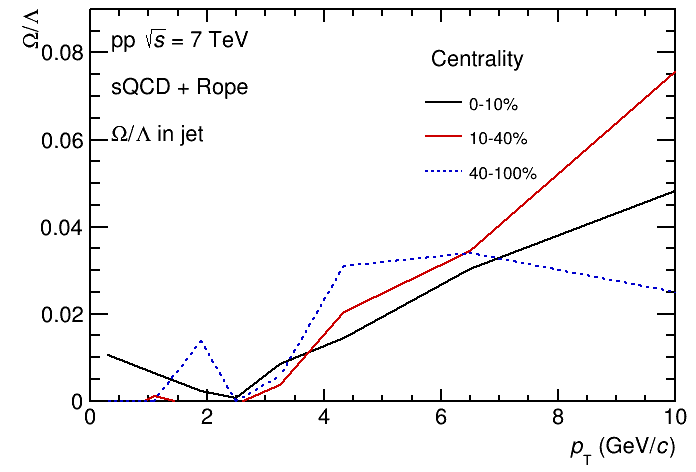 Ω/Λ
pp √s = 7 TeV
sQCD + Rope
Ω/Λ in jet
Centrality
0-10%
10-40%
40-100%
0.08
0.06
0.04
0.02
0
0 2 4 6 8 10
p_T (GeV/c)